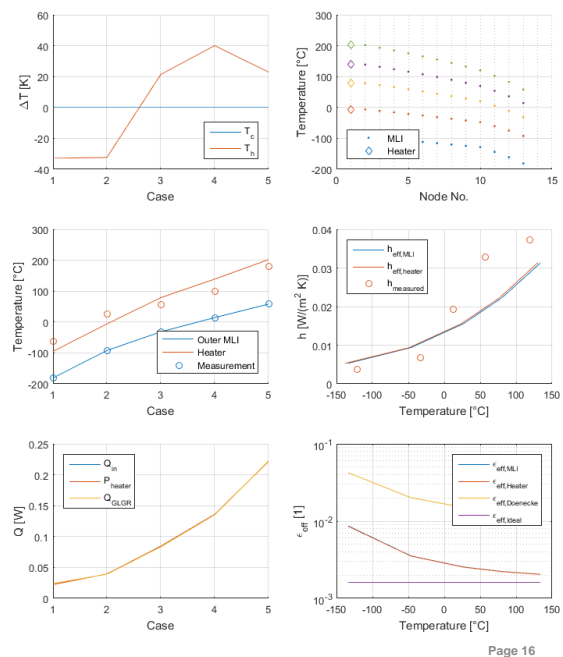 60
40
20
0
-20
-40
1
2
3
4
5
ΔT [K]
Case
T_c
T_h
300
200
100
0
-100
-200
0
5
10
15
Temperature [°C]
Node No.
MLI
Heater
300
200
100
0
-100
-200
1
2
3
4
5
Temperature [°C]
Case
Outer MLI
Heater
Measurement
0.04
0.03
0.02
0.01
0
-150
-100
-50
0
50
100
150
h [W/(m² K)]
Temperature [°C]
h_eff,MLI
h_eff,heater
h_measured
0.25
0.2
0.15
0.1
0.05
0
1
2
3
4
5
Q [W]
Case
Q_in
P_heater
Q_GLGR
10^-1
10^-2
10^-3
-150
-100
-50
0
50
100
150
ϵ_eff [1]
Temperature [°C]
ϵ_eff,MLI
ϵ_eff,Heater
ϵ_eff,Doenecke
ϵ_eff,Ideal
Page 16